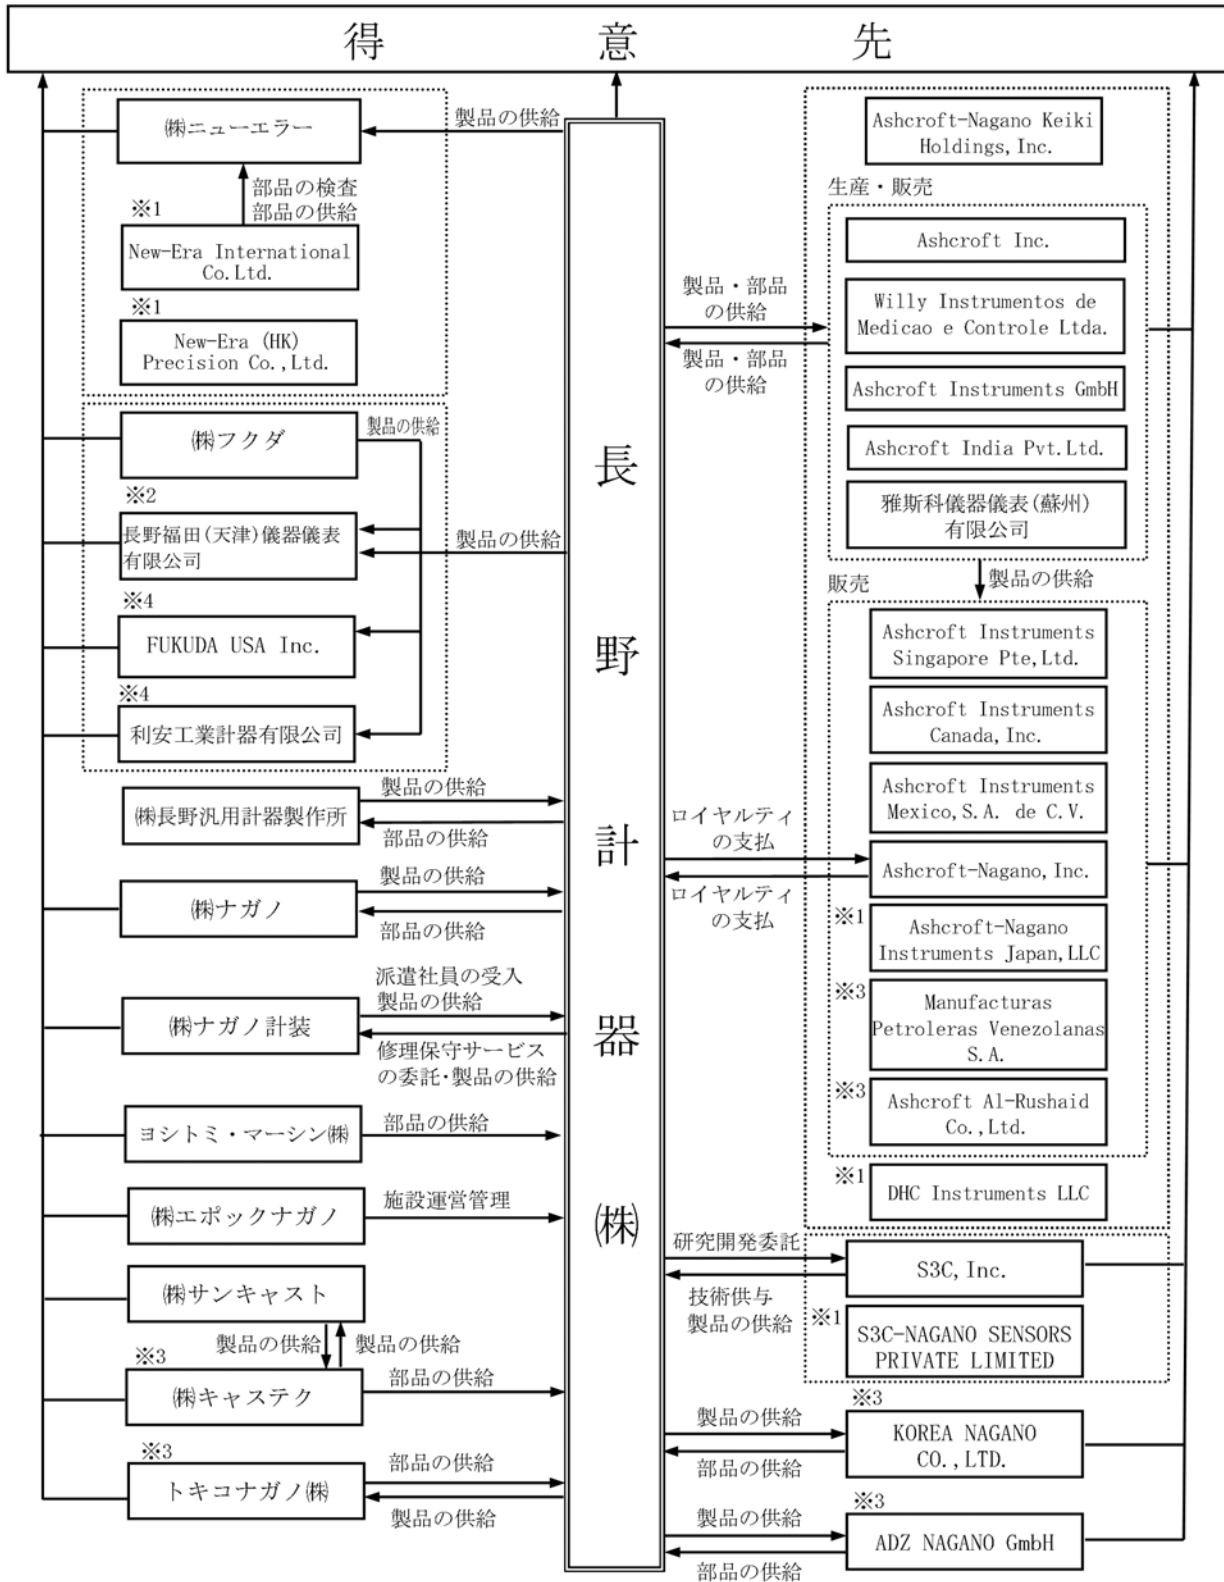 得意先
㈱ニューエラー
製品の供給
部品の検査
部品の供給
※1
New-Era International
Co.Ltd.
※1
New-Era (HK)
Precision Co.,Ltd.
㈱フクダ
製品の供給
※2
長野福田(天津)儀器儀表
有限公司
製品の供給
※4
FUKUDA USA Inc.
※4
利安工業計器有限公司
㈱長野汎用計器製作所
製品の供給
部品の供給
㈱ナガノ
製品の供給
部品の供給
㈱ナガノ計装
派遣社員の受入
製品の供給
修理保守サービス
の委託・製品の供給
ヨシトミ・マーシン㈱
部品の供給
㈱エポックナガノ
施設運営管理
㈱サンキャスト
製品の供給
製品の供給
※3
㈱キャステク
部品の供給
※3
トキコナガノ㈱
部品の供給
製品の供給
長野計器㈱
Ashcroft-Nagano Keiki
Holdings, Inc.
生産・販売
Ashcroft Inc.
Willy Instrumentos de
Medicao e Controle Ltda.
Ashcroft Instruments GmbH
Ashcroft India Pvt.Ltd.
雅斯科儀器儀表(蘇州)
有限公司
製品・部品
の供給
製品・部品
の供給
製品の供給
販売
Ashcroft Instruments
Singapore Pte,Ltd.
Ashcroft Instruments
Canada,Inc.
Ashcroft Instruments
Mexico,S.A. de C.V.
ロイヤルティ
の支払
Ashcroft-Nagano,Inc.
ロイヤルティ
の支払
※1
Ashcroft-Nagano
Instruments Japan,LLC
※3
Manufacturas
Petroleras Venezolanas
S.A.
※3
Ashcroft Al-Rushaid
Co.,Ltd.
※1
DHC Instruments LLC
研究開発委託
S3C,Inc.
技術供与
製品の供給
※1
S3C-NAGANO SENSORS
PRIVATE LIMITED
※3
製品の供給
KOREA NAGANO
CO.,LTD.
部品の供給
※3
製品の供給
ADZ NAGANO GmbH
部品の供給